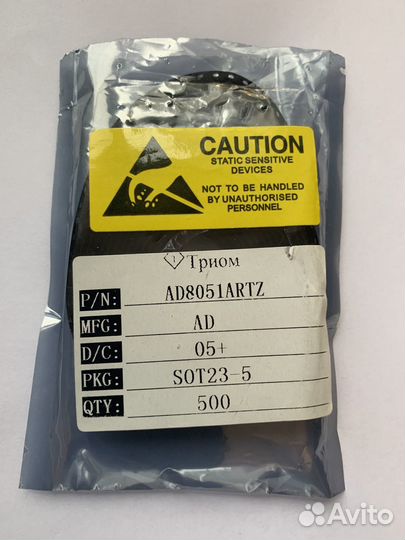 CAUTION
STATIC SENSITIVE
DEVICES
NOT TO BE HANDLED
BY UNAUTHORISED
PERSONNEL
Триом
P/N: AD8051ARTZ
MFG: AD
D/C: 05+
PKG: SOT23-5
QTY: 500
Avito